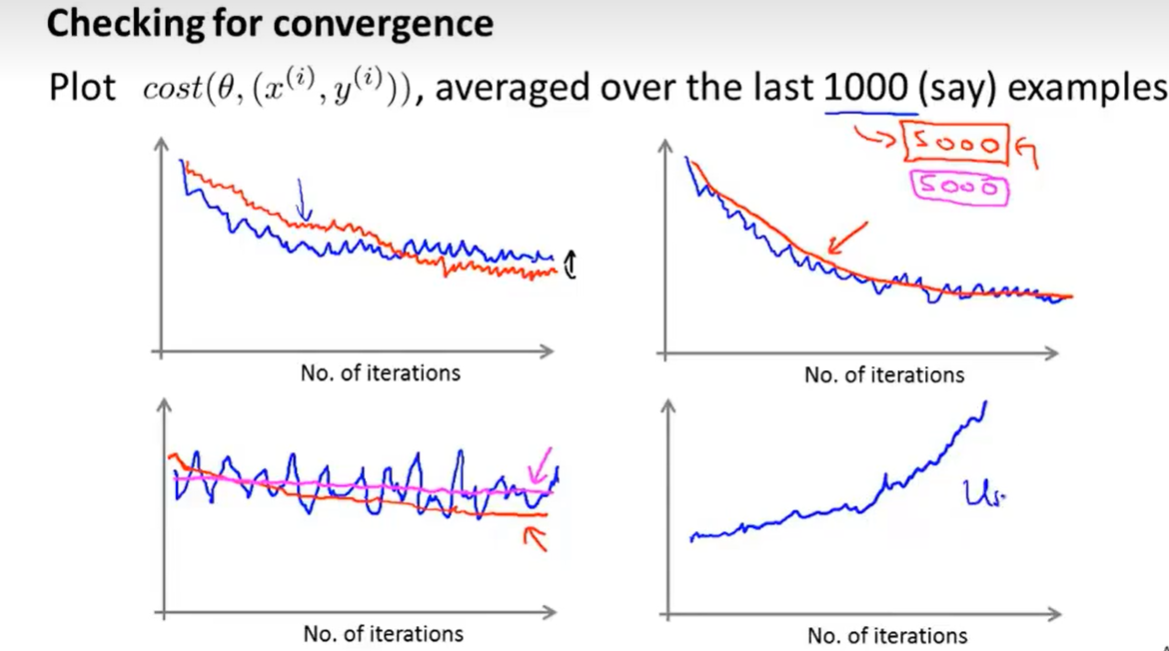 Checking for convergence
Plot cost(θ, (x^(i), y^(i))), averaged over the last 1000 (say) examples
5000
5000
No. of iterations
No. of iterations
Us
No. of iterations
No. of iterations